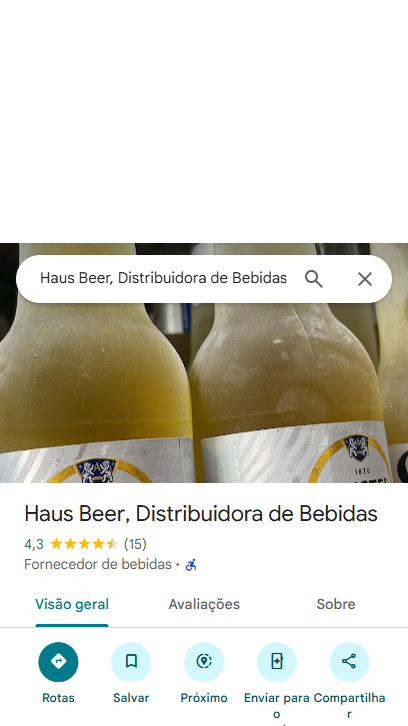 Haus Beer, Distribuidora de Bebidas
1870
Haus Beer, Distribuidora de Bebidas
4,3 (15)
Fornecedor de bebidas ·
Visão geral Avaliações Sobre
Rotas Salvar Próximo Enviar para o Compartilhar